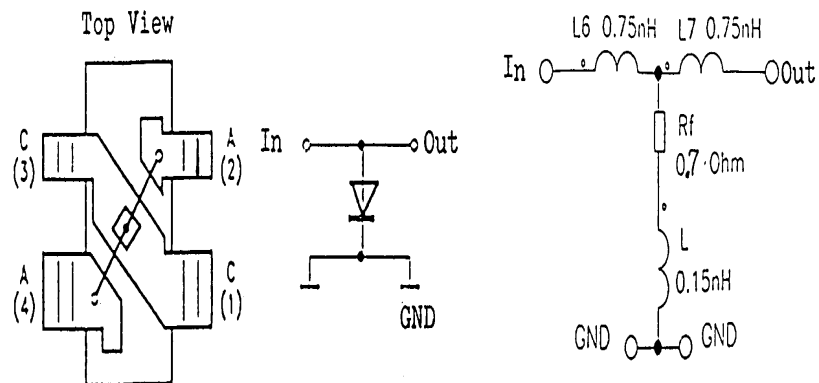 Top View
C
(3)
A
(2)
A
(4)
C
(1)
In
Out
GND
L6 0.75nH
L7 0.75nH
In
Out
Rf
0.7·Ohm
L
0.15nH
GND
GND